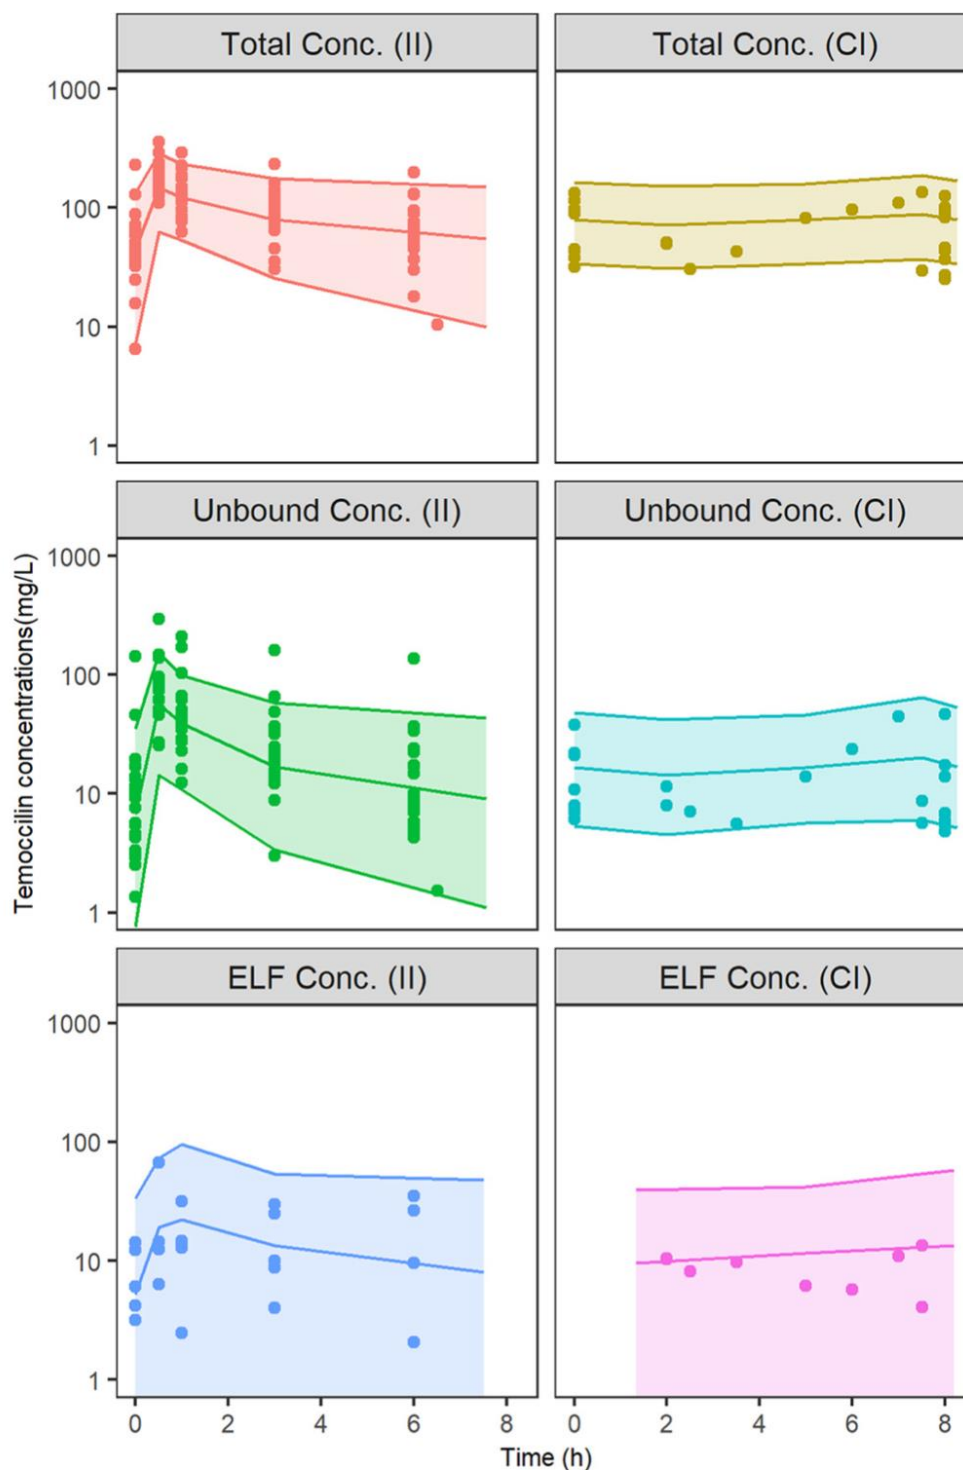 Total Conc. (II)
Total Conc. (CI)
1000
100
10
1
Unbound Conc. (II)
Unbound Conc. (CI)
Temoccilin concentrations(mg/L)
1000
100
10
1
ELF Conc. (II)
ELF Conc. (CI)
1000
100
10
1
0 2 4 6 8
0 2 4 6 8
Time (h)